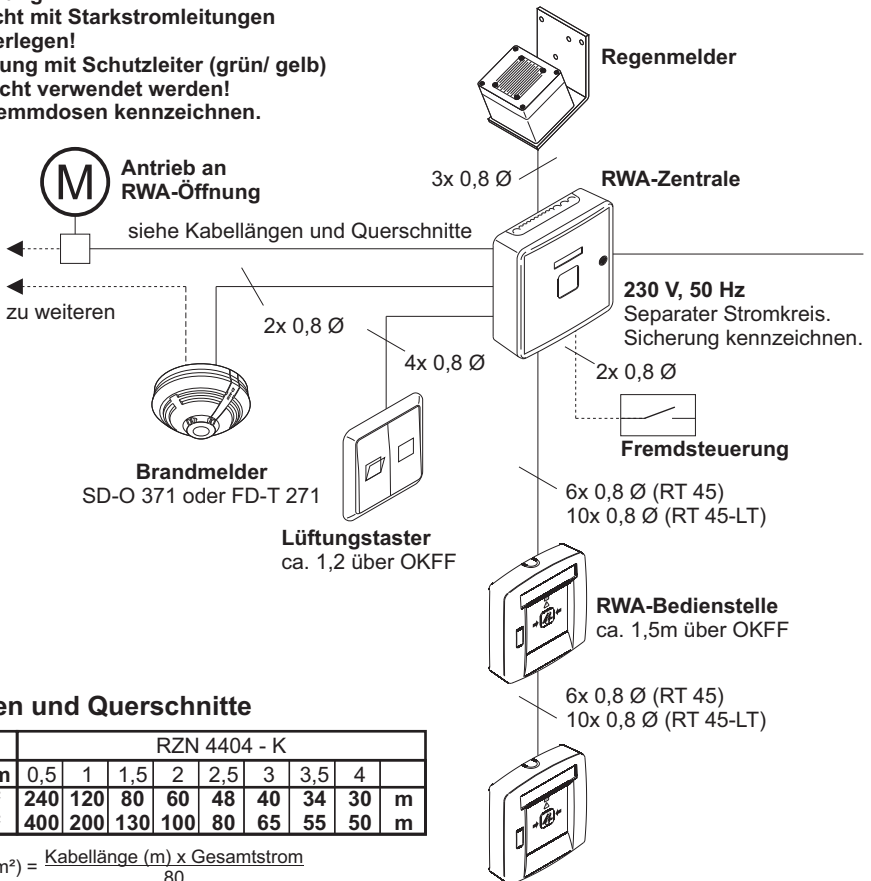 cht mit Starkstromleitungen
erlegen!
ung mit Schutzleiter (grün/ gelb)
cht verwendet werden!
emmdosen kennzeichnen.
Regenmelder
M
Antrieb an
RWA-Öffnung
3x 0,8 Ø
RWA-Zentrale
siehe Kabellängen und Querschnitte
zu weiteren
2x 0,8 Ø
4x 0,8 Ø
230 V, 50 Hz
Separater Stromkreis.
Sicherung kennzeichnen.
2x 0,8 Ø
Fremdsteuerung
Brandmelder
SD-O 371 oder FD-T 271
Lüftungstaster
ca. 1,2 über OKFF
6x 0,8 Ø (RT 45)
10x 0,8 Ø (RT 45-LT)
RWA-Bedienstelle
ca. 1,5m über OKFF
6x 0,8 Ø (RT 45)
10x 0,8 Ø (RT 45-LT)
en und Querschnitte
RZN 4404 - K
m 0,5 1 1,5 2 2,5 3 3,5 4
240 120 80 60 48 40 34 30 m
400 200 130 100 80 65 55 50 m
m²) = Kabellänge (m) x Gesamtstrom
80